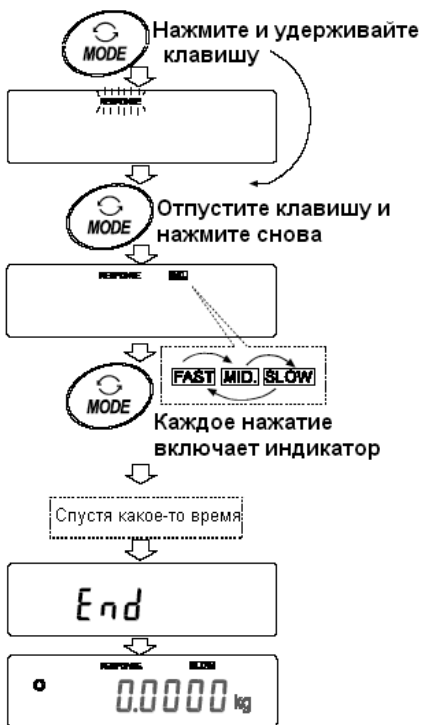 MODE
Нажмите и удерживайте
клавишу
RESPONSE
MODE
Отпустите клавишу и
нажмите снова
RESPONSE
MODE
FAST MID. SLOW
Каждое нажатие
включает индикатор
Спустя какое-то время
End
RESPONSE SLOW
0.0000 kg